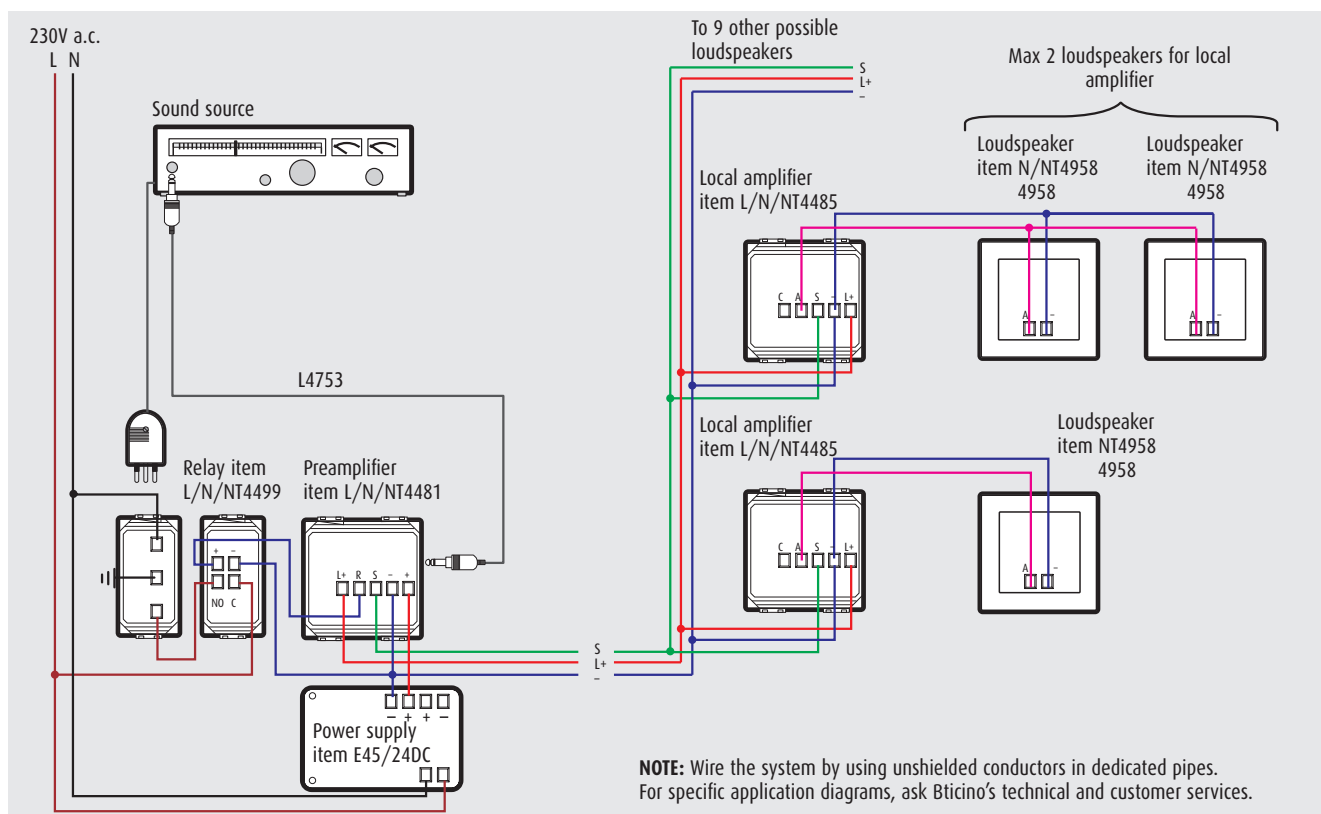 230V a.c.
L N
Sound source
L4753
Relay item
L/N/NT4499
Preamplifier
item L/N/NT4481
+ -
NO C
L+ R S - +
S
L+
-
- + + -
Power supply
item E45/24DC
To 9 other possible
loudspeakers
S
L+
-
Max 2 loudspeakers for local
amplifier
Loudspeaker
item N/NT4958
4958
Loudspeaker
item N/NT4958
4958
Local amplifier
item L/N/NT4485
C A S - L+
A -
A -
Local amplifier
item L/N/NT4485
C A S - L+
Loudspeaker
item NT4958
4958
A -
NOTE: Wire the system by using unshielded conductors in dedicated pipes.
For specific application diagrams, ask Bticino's technical and customer services.